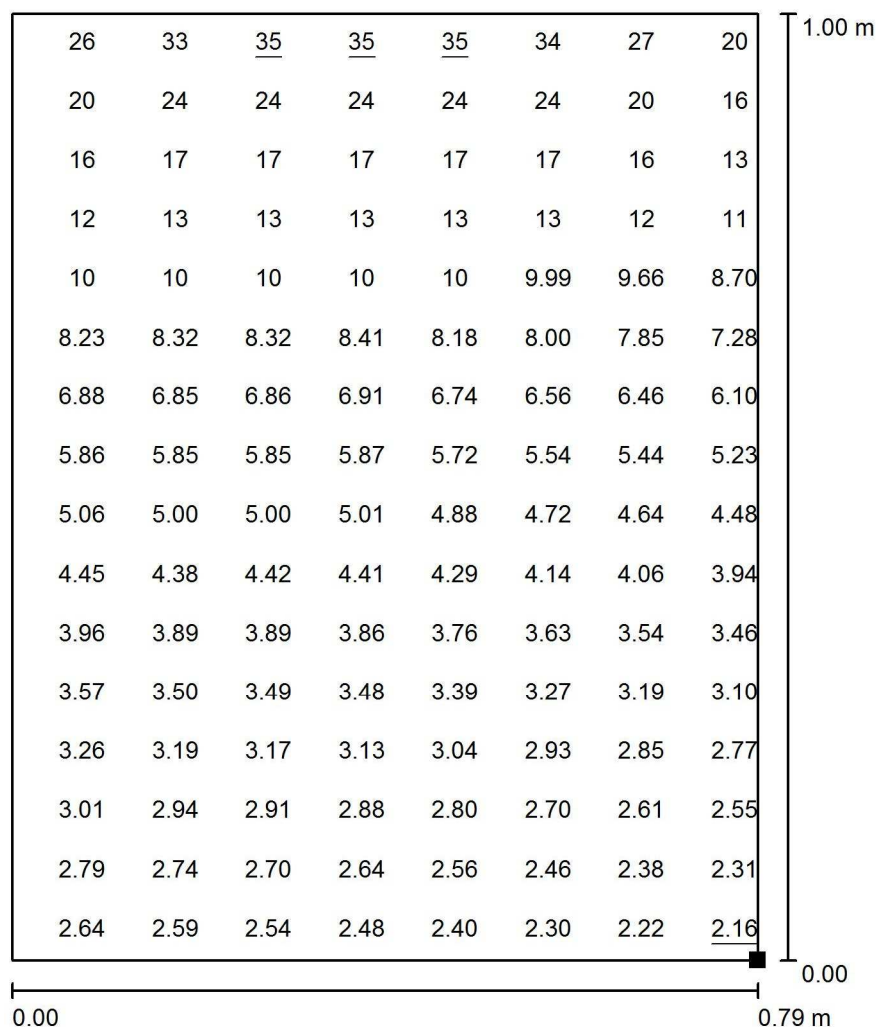 26 33 35 35 35 34 27 20
1.00 m
20 24 24 24 24 24 20 16
16 17 17 17 17 17 16 13
12 13 13 13 13 13 12 11
10 10 10 10 10 9.99 9.66 8.70
8.23 8.32 8.32 8.41 8.18 8.00 7.85 7.28
6.88 6.85 6.86 6.91 6.74 6.56 6.46 6.10
5.86 5.85 5.85 5.87 5.72 5.54 5.44 5.23
5.06 5.00 5.00 5.01 4.88 4.72 4.64 4.48
4.45 4.38 4.42 4.41 4.29 4.14 4.06 3.94
3.96 3.89 3.89 3.86 3.76 3.63 3.54 3.46
3.57 3.50 3.49 3.48 3.39 3.27 3.19 3.10
3.26 3.19 3.17 3.13 3.04 2.93 2.85 2.77
3.01 2.94 2.91 2.88 2.80 2.70 2.61 2.55
2.79 2.74 2.70 2.64 2.56 2.46 2.38 2.31
2.64 2.59 2.54 2.48 2.40 2.30 2.22 2.16
0.00
0.00 0.79 m